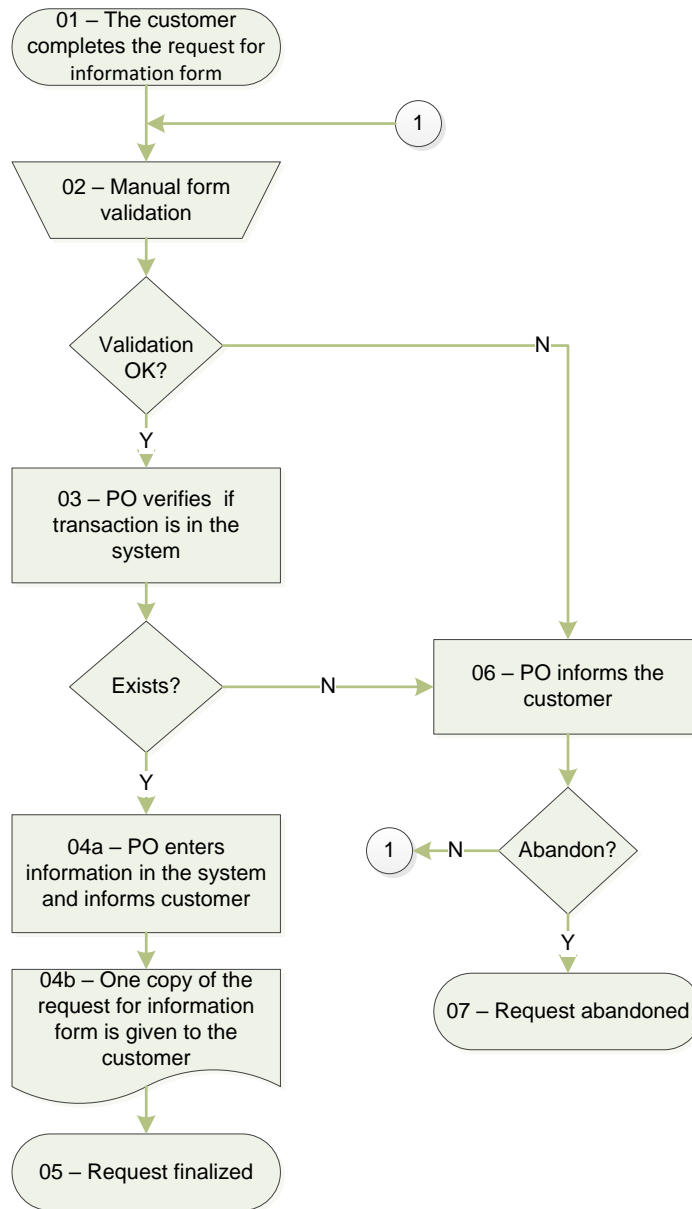 01 – The customer
completes the request for
information form
1
02 – Manual form
validation
Validation
OK?
N
Y
03 – PO verifies  if
transaction is in the
system
Exists?
N
06 – PO informs the
customer
Y
04a – PO enters
information in the system
and informs customer
1
N
Abandon?
Y
04b – One copy of the
request for information
form is given to the
customer
07 – Request abandoned
05 – Request finalized